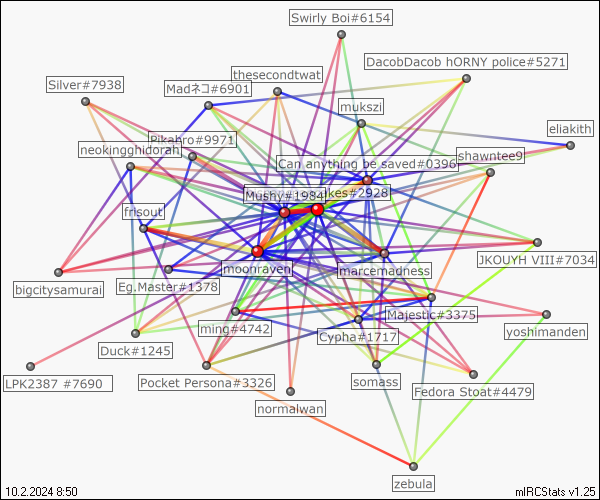 Swirly Boi#6154
DacobDacob hORNY police#5271
thesecondtwat
Silver#7938
Madネコ#6901
mukszi
eliakith
Pikahro#9971
neokingghidorah
shawntee9
Can anything be saved#0396
Mushy#1984
kes#2928
frlsout
JKOUYH VIII#7034
moonraven
marcemadness
bigcitysamurai
Eg.Master#1378
Majestic#3375
ming#4742
yoshimanden
Cypha#1717
Duck#1245
LPK2387 #7690
Pocket Persona#3326
somass
Fedora Stoat#4479
normalwan
zebula
10.2.2024 8:50
mIRCStats v1.25